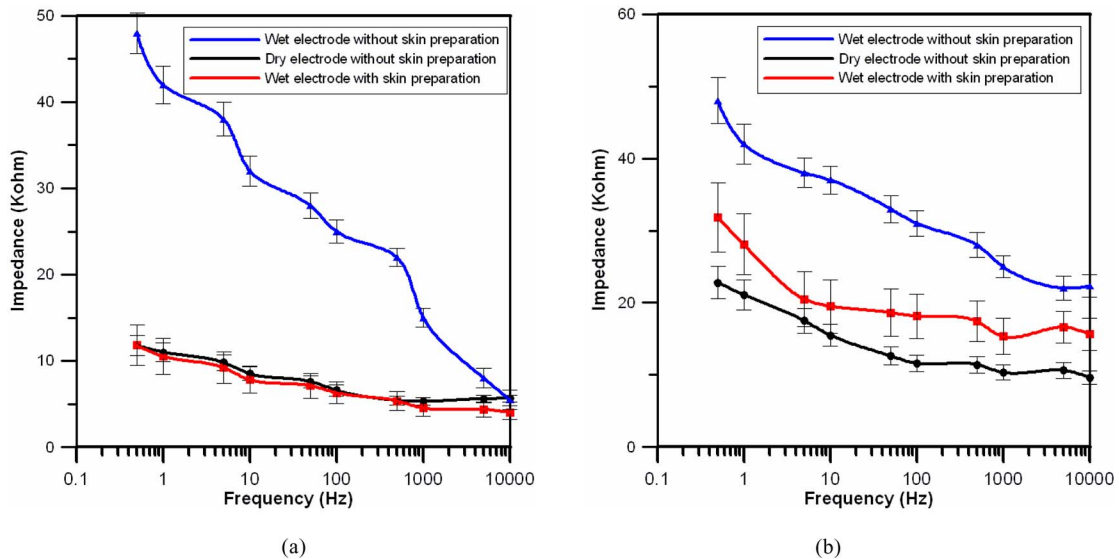 50
40
30
20
10
0
Impedance (Kohm)
Wet electrode without skin preparation
Dry electrode without skin preparation
Wet electrode with skin preparation
0.1 1 10 100 1000 10000
Frequency (Hz)
(a)
60
40
20
0
Impedance (Kohm)
Wet electrode without skin preparation
Dry electrode without skin preparation
Wet electrode with skin preparation
0.1 1 10 100 1000 10000
Frequency (Hz)
(b)